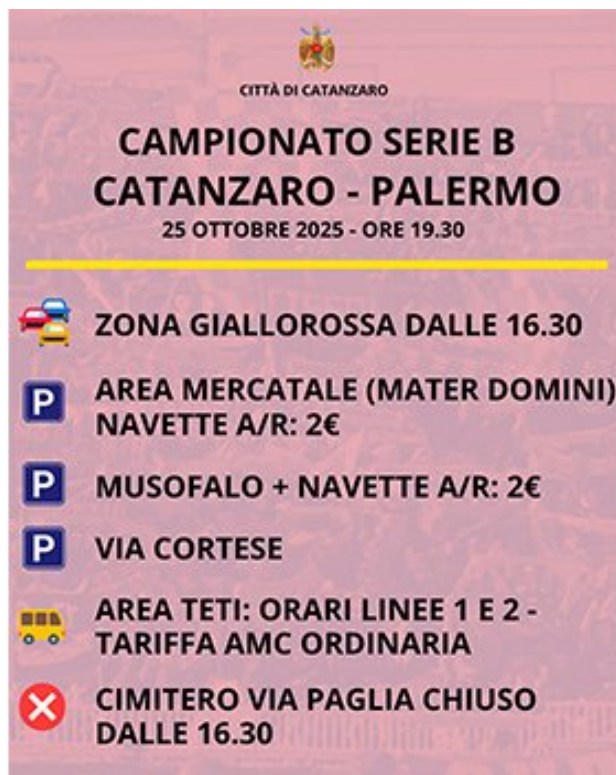 CITTÀ DI CATANZARO
CAMPIONATO SERIE B
CATANZARO - PALERMO
25 OTTOBRE 2025 - ORE 19.30
ZONA GIALLOROSSA DALLE 16.30
P AREA MERCATALE (MATER DOMINI)
NAVETTE A/R: 2€
P MUSOFALO + NAVETTE A/R: 2€
P VIA CORTESE
AREA TETI: ORARI LINEE 1 E 2 -
TARIFFA AMC ORDINARIA
CIMITERO VIA PAGLIA CHIUSO
DALLE 16.30